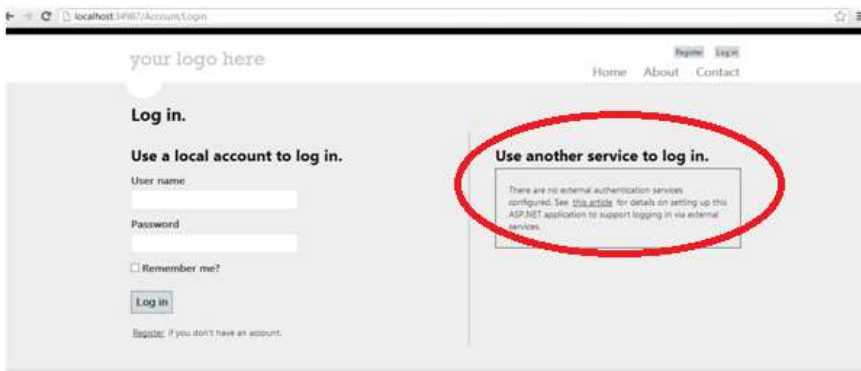 localhost:34987/Account/Login
your logo here
Register Log in
Home About Contact
Log in.
Use a local account to log in.
User name
Password
Remember me?
Log in
Register if you don't have an account.
Use another service to log in.
There are no external authentication services
configured. See this article for details on setting up this
ASP.NET application to support logging in via external
services.